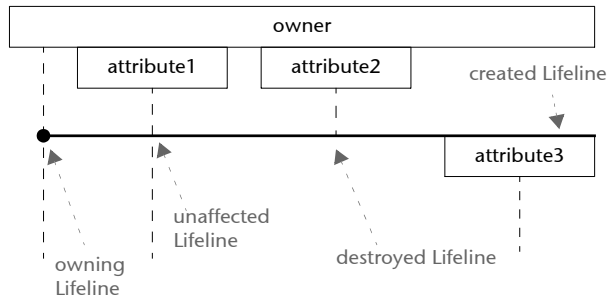 owner
attribute1
attribute2
created Lifeline
attribute3
unaffected
Lifeline
destroyed Lifeline
owning
Lifeline